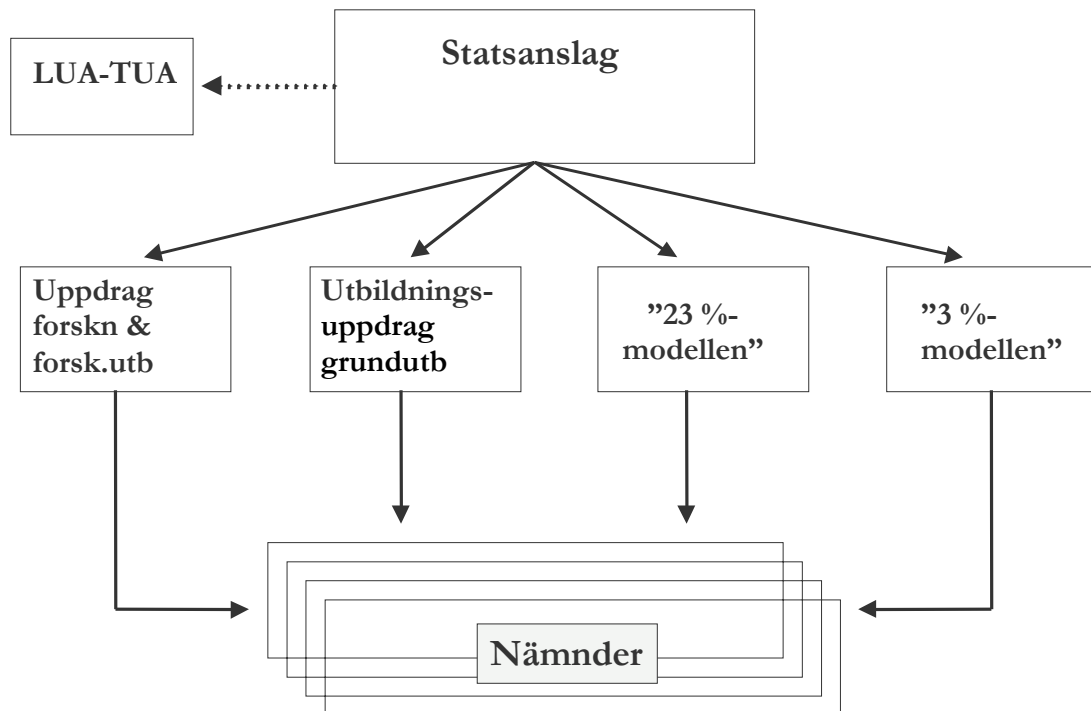 Statsanslag
LUA-TUA
Uppdrag
forskn &
forsk.utb
Utbildnings-
uppdrag
grundutb
”23 %-
modellen”
”3 %-
modellen”
Nämnder